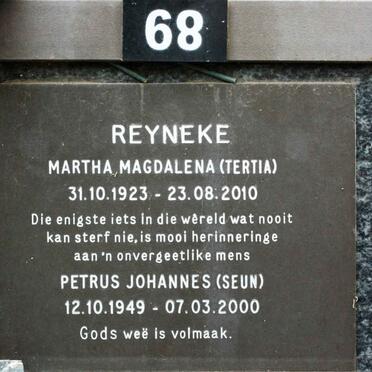 68
REYNEKE
MARTHA MAGDALENA (TERTIA)
31.10.1923 - 23.08.2010
Die enigste iets in die wêreld wat nooit
kan sterf nie, is mooi herinneringe
aan 'n onvergeetlike mens
PETRUS JOHANNES (SEUN)
12.10.1949 - 07.03.2000
Gods weë is volmaak.